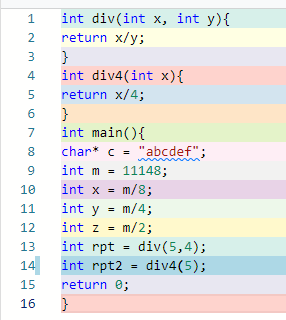 1 int div(int x, int y){
2 return x/y;
3 }
4 int div4(int x){
5 return x/4;
6 }
7 int main(){
8 char* c = "abcdef";
9 int m = 11148;
10 int x = m/8;
11 int y = m/4;
12 int z = m/2;
13 int rpt = div(5,4);
14 int rpt2 = div4(5);
15 return 0;
16 }